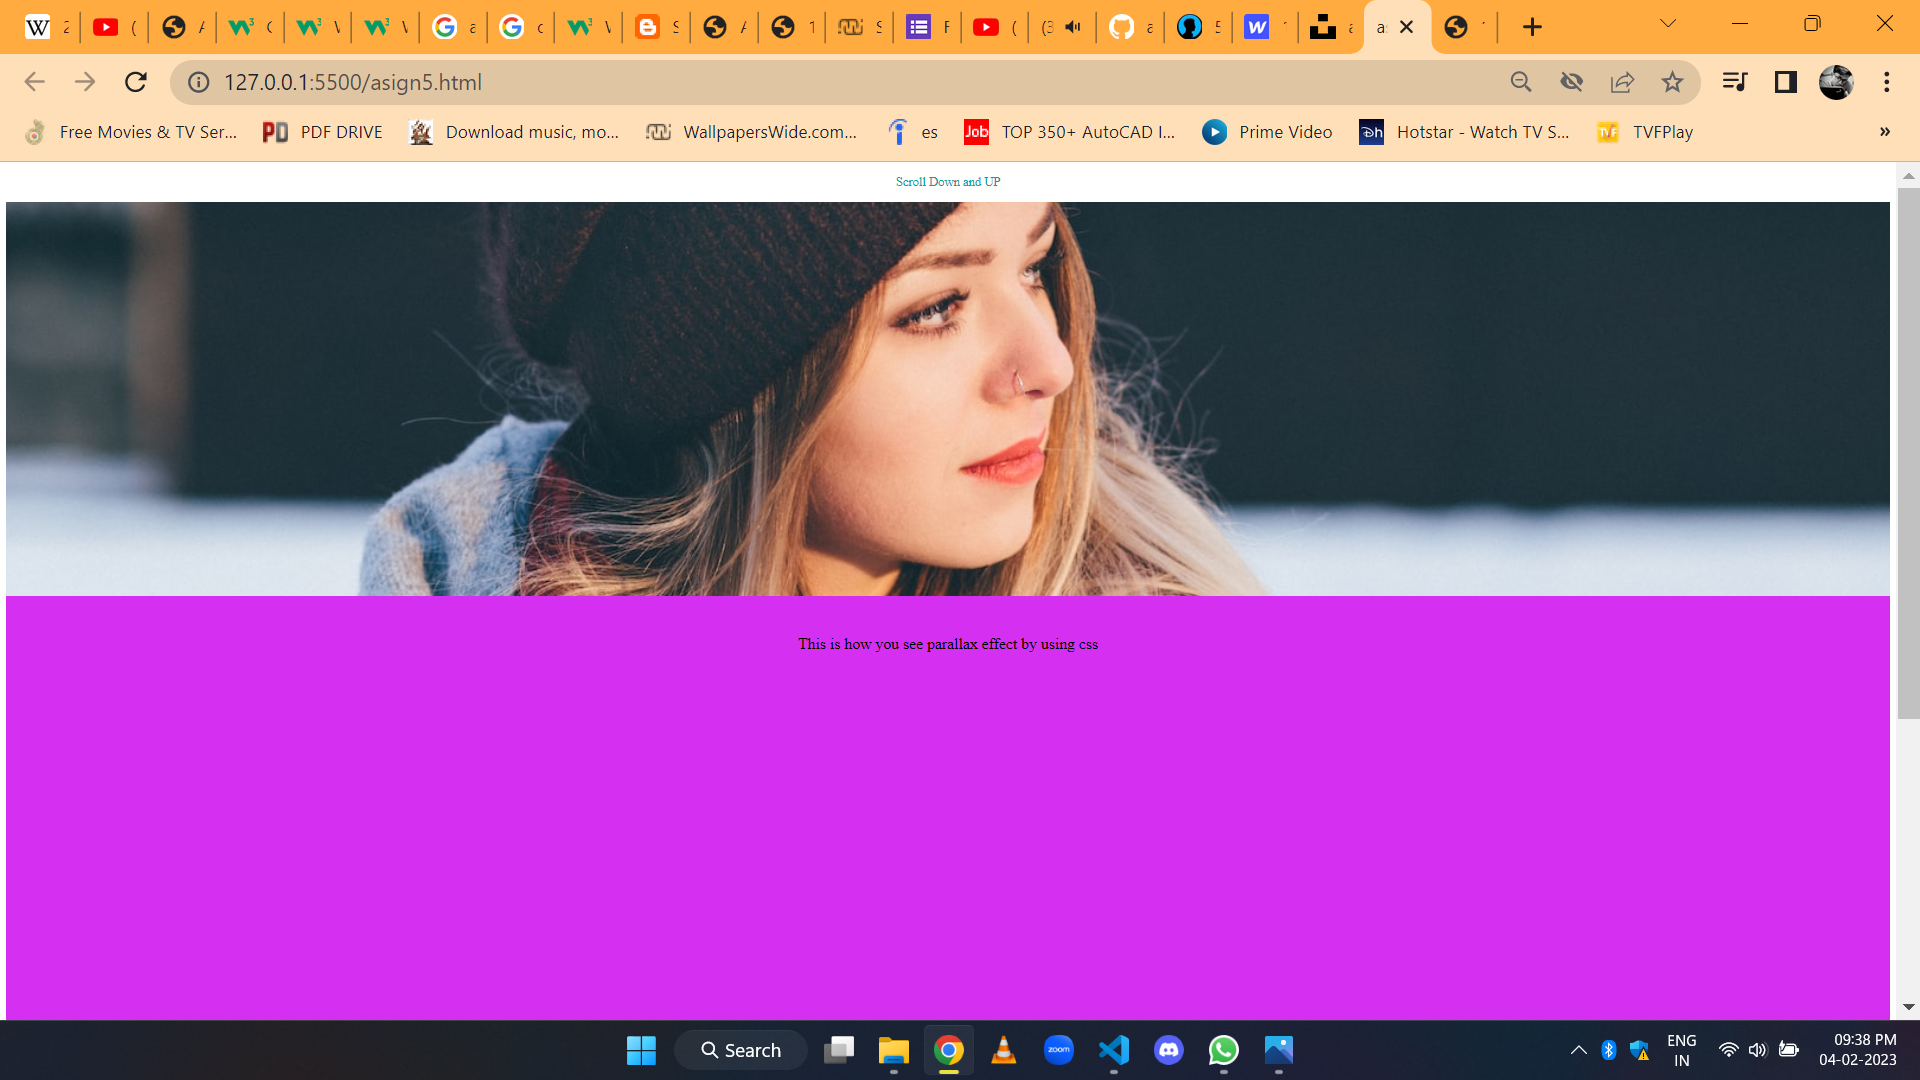 127.0.0.1:5500/asign5.html
Free Movies & TV Ser...
PDF DRIVE
Download music, mo...
WallpapersWide.com...
es
Job
TOP 350+ AutoCAD I...
Prime Video
Hotstar - Watch TV S...
TVFPlay
»
Scroll Down and UP
This is how you see parallax effect by using css
Search
zoom
ENG
IN
09:38 PM
04-02-2023